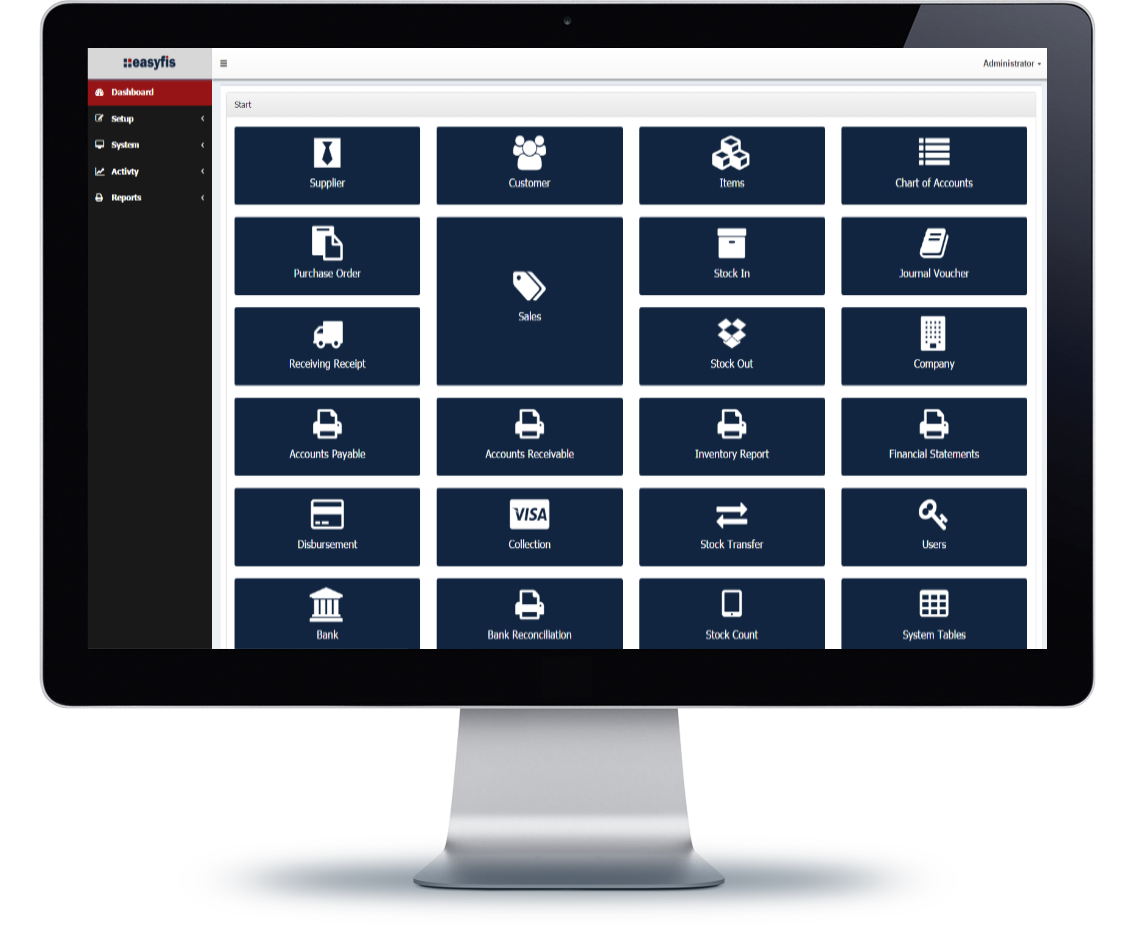 ::easyfis
Administrator
Dashboard
Setup
System
Activty
Reports
Start
Supplier
Customer
Items
Chart of Accounts
Purchase Order
Sales
Stock In
Journal Voucher
Receiving Receipt
Stock Out
Company
Accounts Payable
Accounts Receivable
Inventory Report
Financial Statements
Disbursement
VISA
Collection
Stock Transfer
Users
Bank
Bank Reconciliation
Stock Count
System Tables